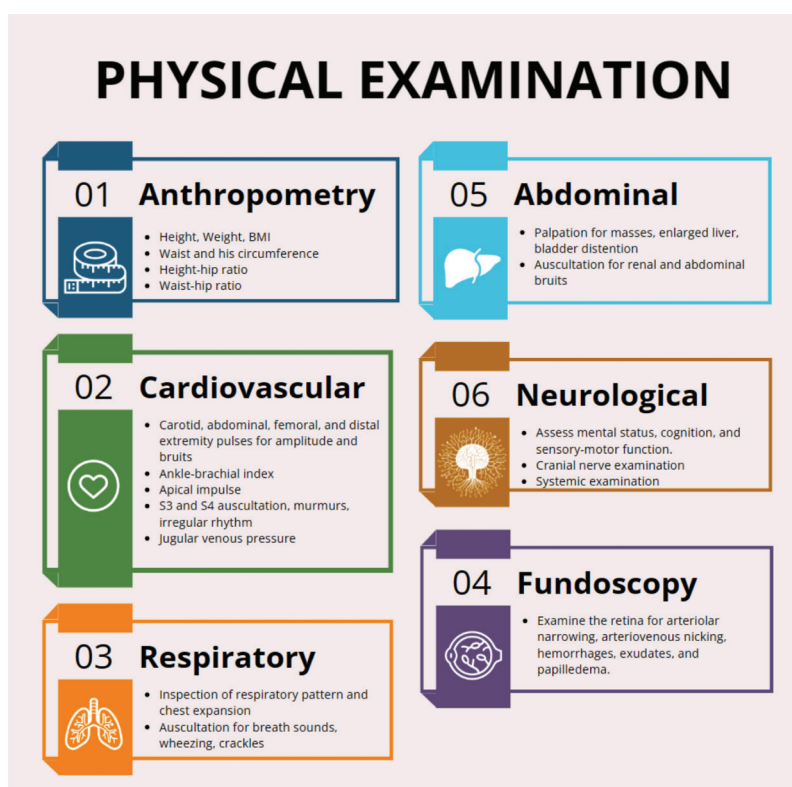 PHYSICAL EXAMINATION
01 Anthropometry
• Height, Weight, BMI
• Waist and his circumference
• Height-hip ratio
• Waist-hip ratio
02 Cardiovascular
• Carotid, abdominal, femoral, and distal
extremity pulses for amplitude and
bruits
• Ankle-brachial index
• Apical impulse
• S3 and S4 auscultation, murmurs,
irregular rhythm
• Jugular venous pressure
03 Respiratory
• Inspection of respiratory pattern and
chest expansion
• Auscultation for breath sounds,
wheezing, crackles
05 Abdominal
• Palpation for masses, enlarged liver,
bladder distention
• Auscultation for renal and abdominal
bruits
06 Neurological
• Assess mental status, cognition, and
sensory-motor function.
• Cranial nerve examination
• Systemic examination
04 Fundoscopy
• Examine the retina for arteriolar
narrowing, arteriovenous nicking,
hemorrhages, exudates, and
papilledema.